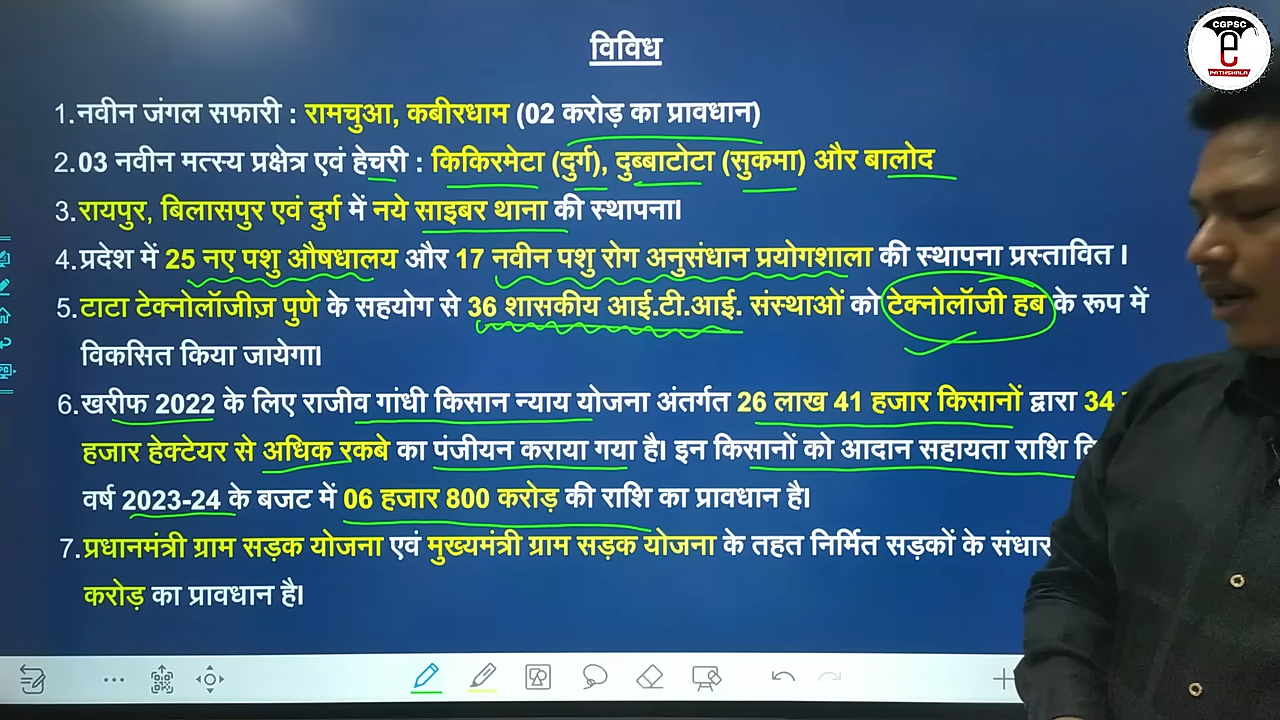 CGPSC
e
PATHSHALA
विविध
1.नवीन जंगल सफारी : रामचुआ, कबीरधाम (02 करोड़ का प्रावधान)
2.03 नवीन मत्स्य प्रक्षेत्र एवं हेचरी : किकिरमेटा (दुर्ग), दुब्बाटोटा (सुकमा) और बालोद
3.रायपुर, बिलासपुर एवं दुर्ग में नये साइबर थाना की स्थापना।
4.प्रदेश में 25 नए पशु औषधालय और 17 नवीन पशु रोग अनुसंधान प्रयोगशाला की स्थापना प्रस्तावित ।
5.टाटा टेक्नोलॉजीज़ पुणे के सहयोग से 36 शासकीय आई.टी.आई. संस्थाओं को टेक्नोलॉजी हब के रूप में
विकसित किया जायेगा।
6.खरीफ 2022 के लिए राजीव गांधी किसान न्याय योजना अंतर्गत 26 लाख 41 हजार किसानों द्वारा 34
हजार हेक्टेयर से अधिक रकबे का पंजीयन कराया गया है। इन किसानों को आदान सहायता राशि
वर्ष 2023-24 के बजट में 06 हजार 800 करोड़ की राशि का प्रावधान है।
7.प्रधानमंत्री ग्राम सड़क योजना एवं मुख्यमंत्री ग्राम सड़क योजना के तहत निर्मित सड़कों के
करोड़ का प्रावधान है।